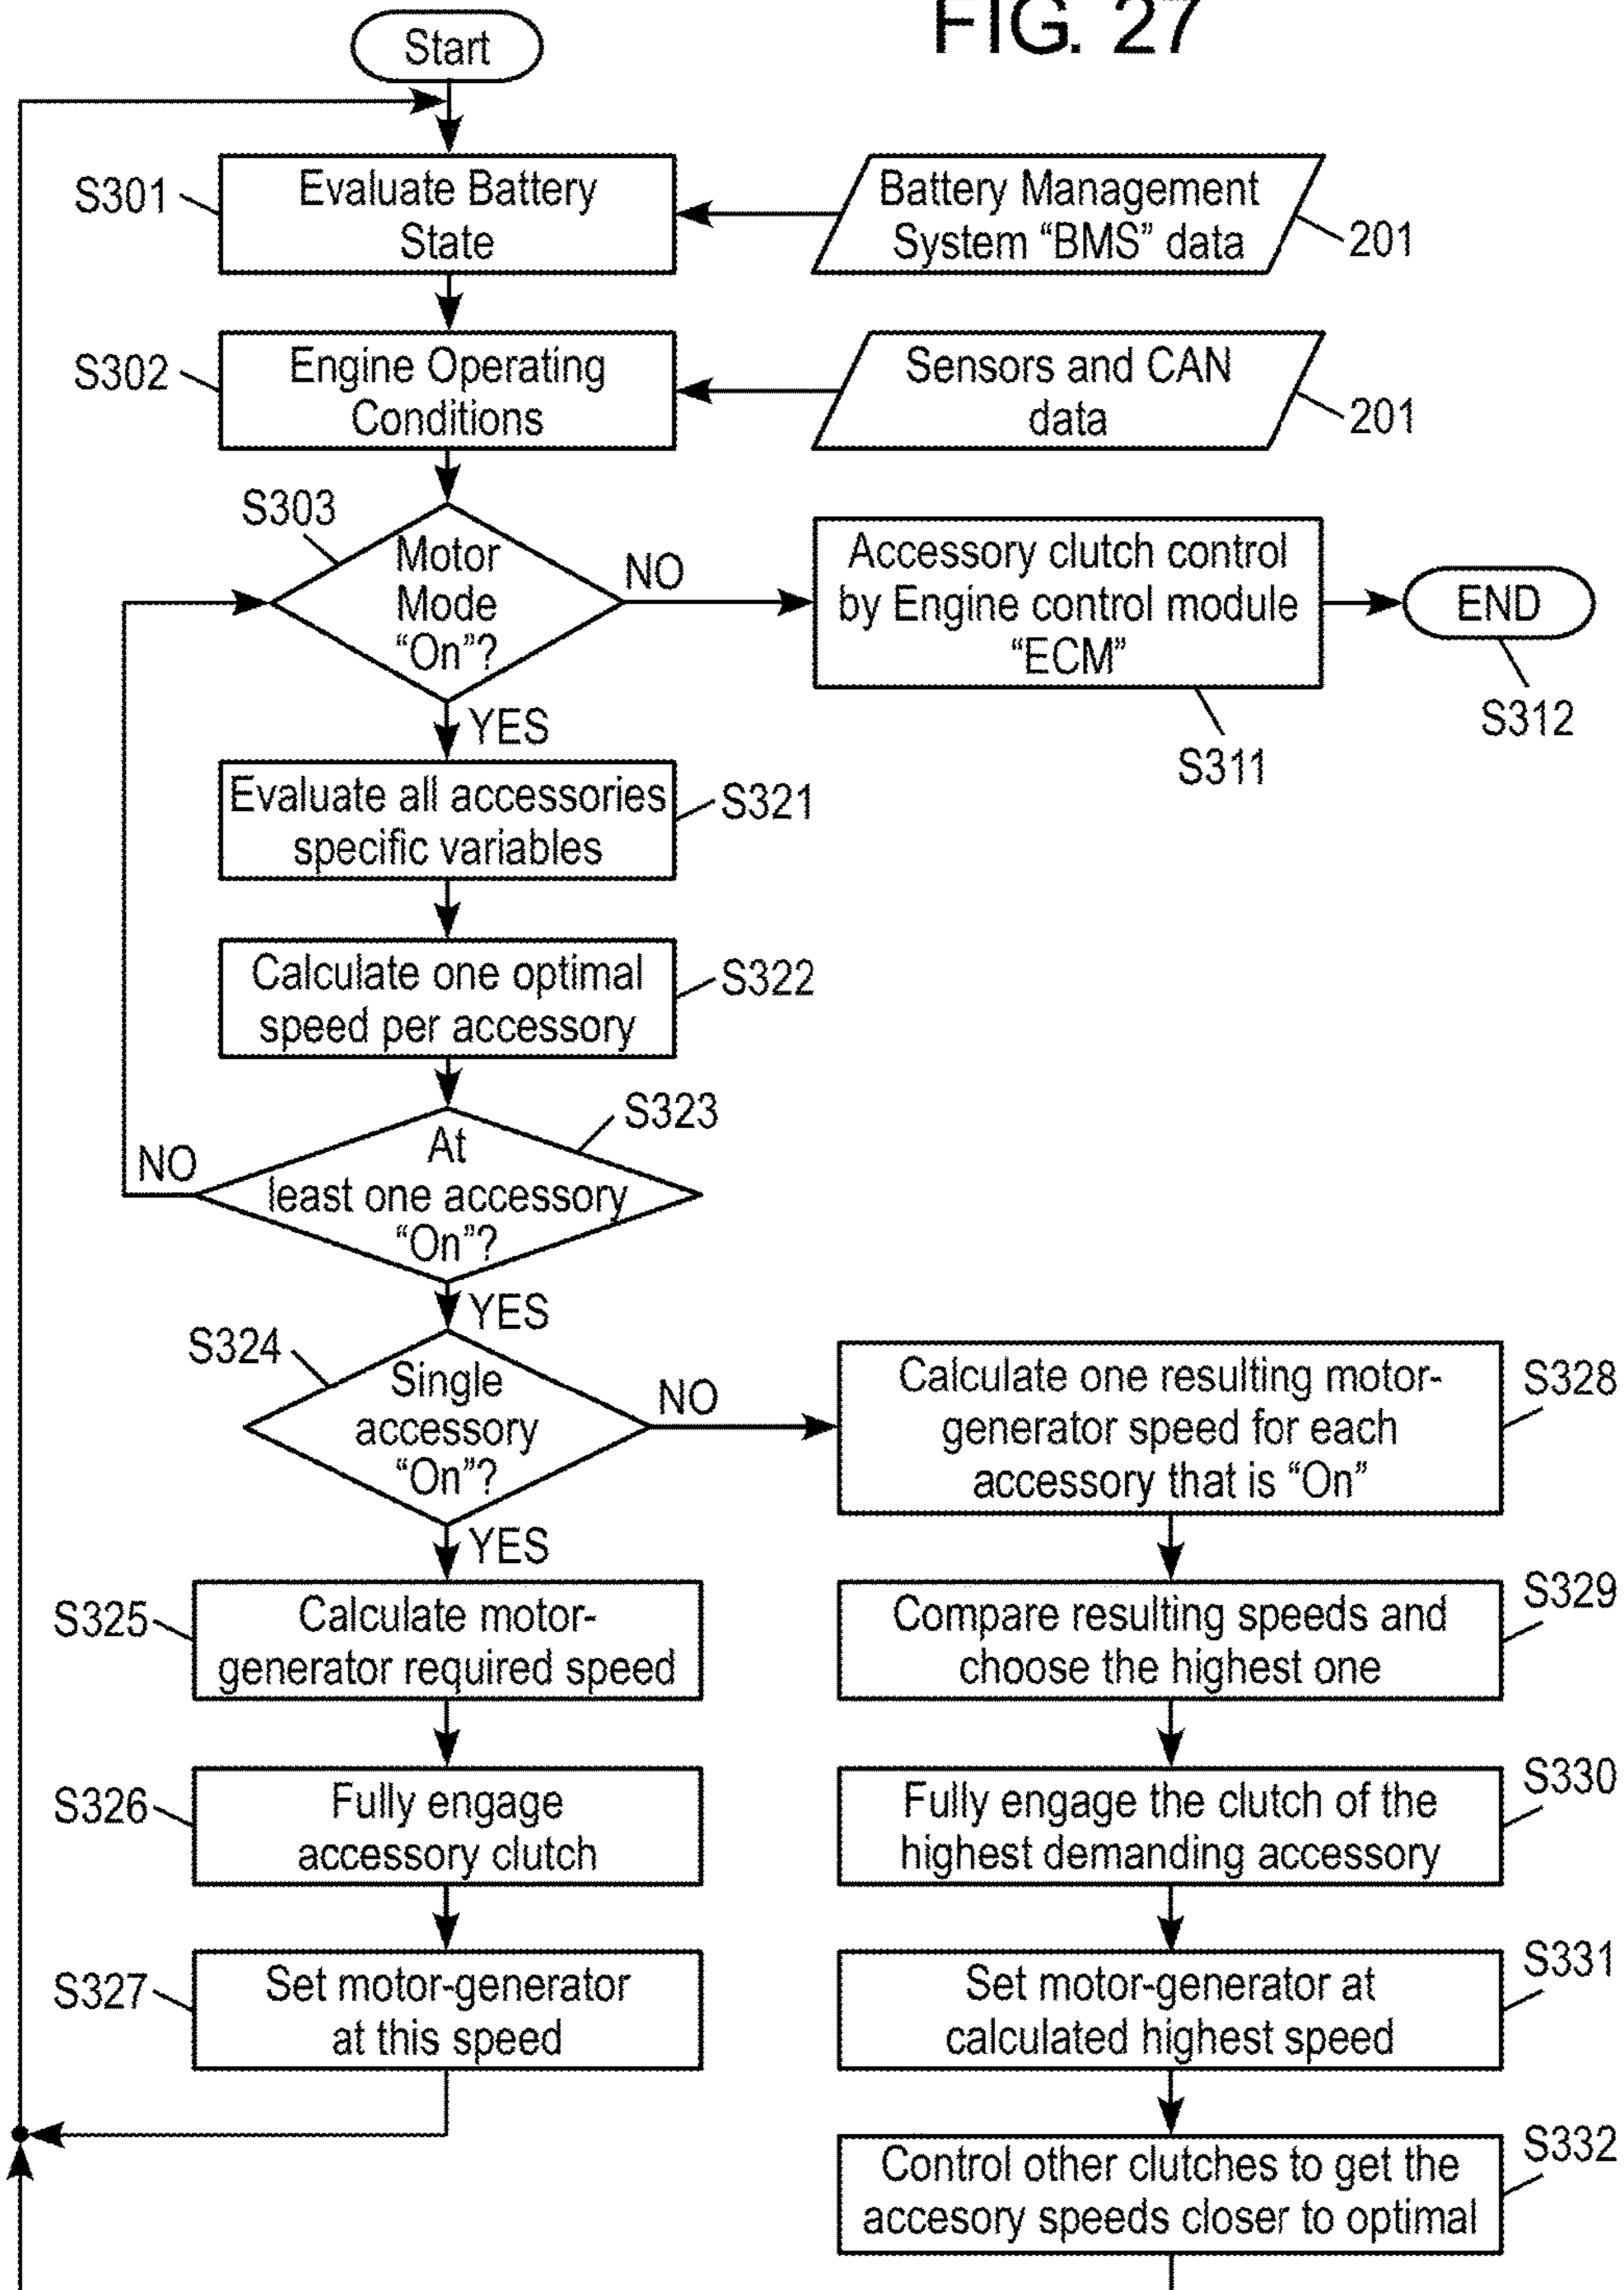 FIG. 27
Start
S301
Evaluate Battery
State
Battery Management
System “BMS” data
201
S302
Engine Operating
Conditions
Sensors and CAN
data
201
S303
Motor
Mode
“On”?
NO
Accessory clutch control
by Engine control module
“ECM”
END
S312
S311
YES
Evaluate all accessories
specific variables
S321
Calculate one optimal
speed per accessory
S322
S323
At
least one accessory
“On”?
NO
YES
S324
Single
accessory
“On”?
NO
Calculate one resulting motor-
generator speed for each
accessory that is “On”
S328
YES
S325
Calculate motor-
generator required speed
Compare resulting speeds and
choose the highest one
S329
S326
Fully engage
accessory clutch
Fully engage the clutch of the
highest demanding accessory
S330
S327
Set motor-generator
at this speed
Set motor-generator at
calculated highest speed
S331
Control other clutches to get the
accesory speeds closer to optimal
S332